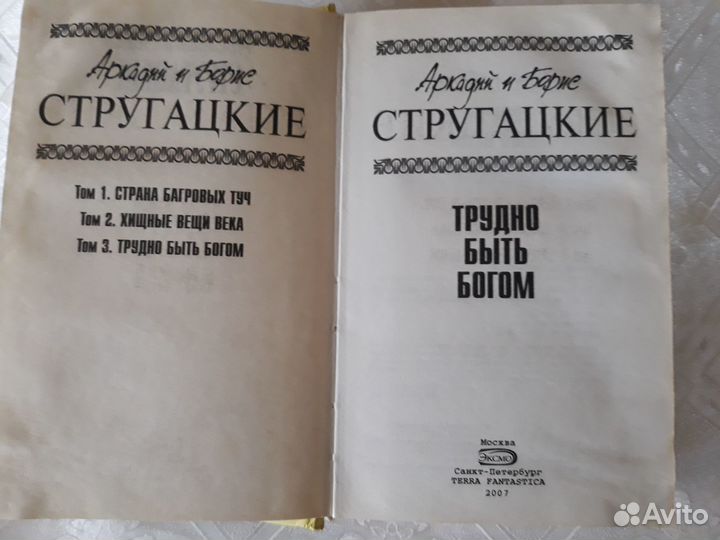 Аркадий и Борис
СТРУГАЦКИЕ
Том 1. СТРАНА БАГРОВЫХ ТУЧ
Том 2. ХИЩНЫЕ ВЕЩИ ВЕКА
Том 3. ТРУДНО БЫТЬ БОГОМ
Аркадий и Борис
СТРУГАЦКИЕ
ТРУДНО
БЫТЬ
БОГОМ
Москва
ЭКСМО
Санкт-Петербург
TERRA FANTASTICA
2007
Avito